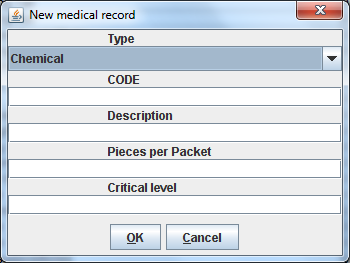 New medical record
Type
Chemical
CODE
Description
Pieces per Packet
Critical level
OK Cancel